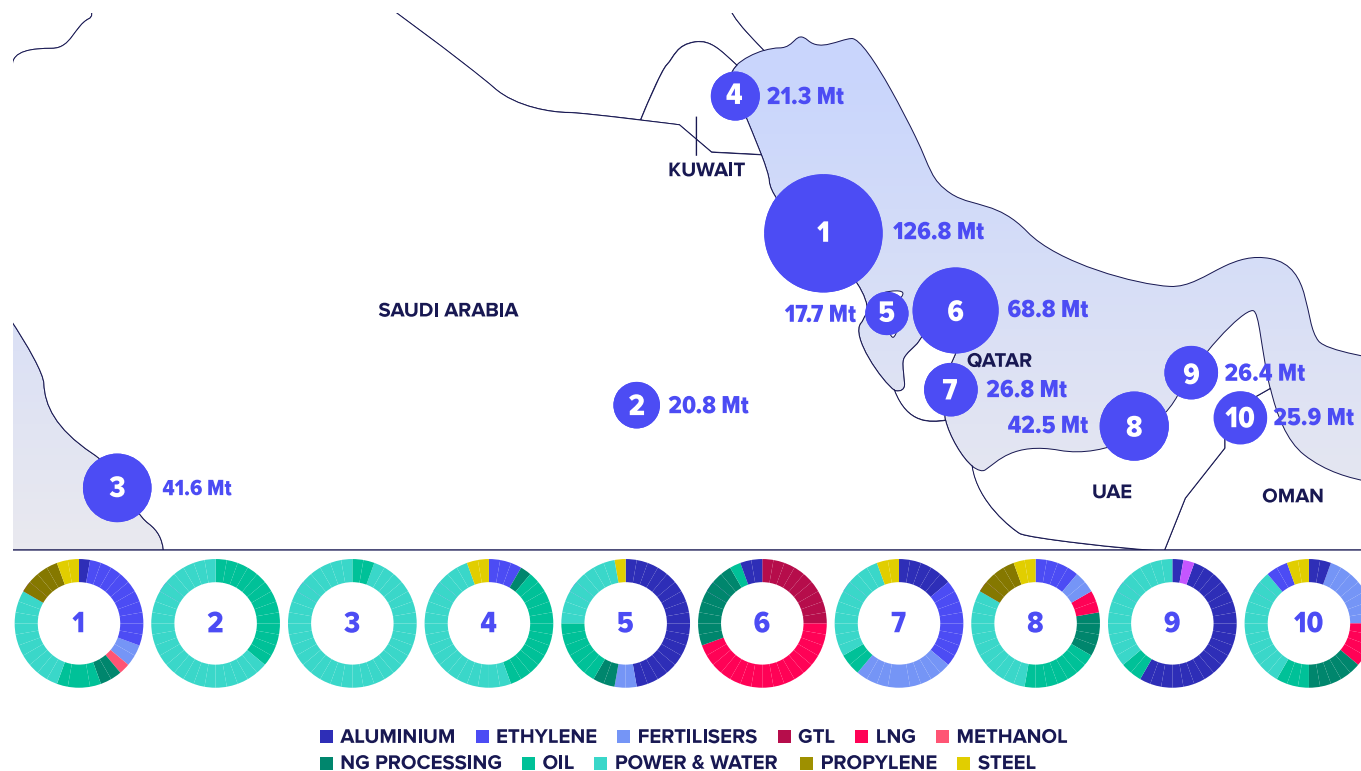 4 21.3 Mt
KUWAIT
1 126.8 Mt
SAUDI ARABIA
17.7 Mt 5 6 68.8 Mt
QATAR
7 26.8 Mt
9 26.4 Mt
2 20.8 Mt
42.5 Mt 8 10 25.9 Mt
3 41.6 Mt
UAE
OMAN
1 2 3 4 5 6 7 8 9 10
ALUMINIUM ETHYLENE FERTILISERS GTL LNG METHANOL
NG PROCESSING OIL POWER & WATER PROPYLENE STEEL